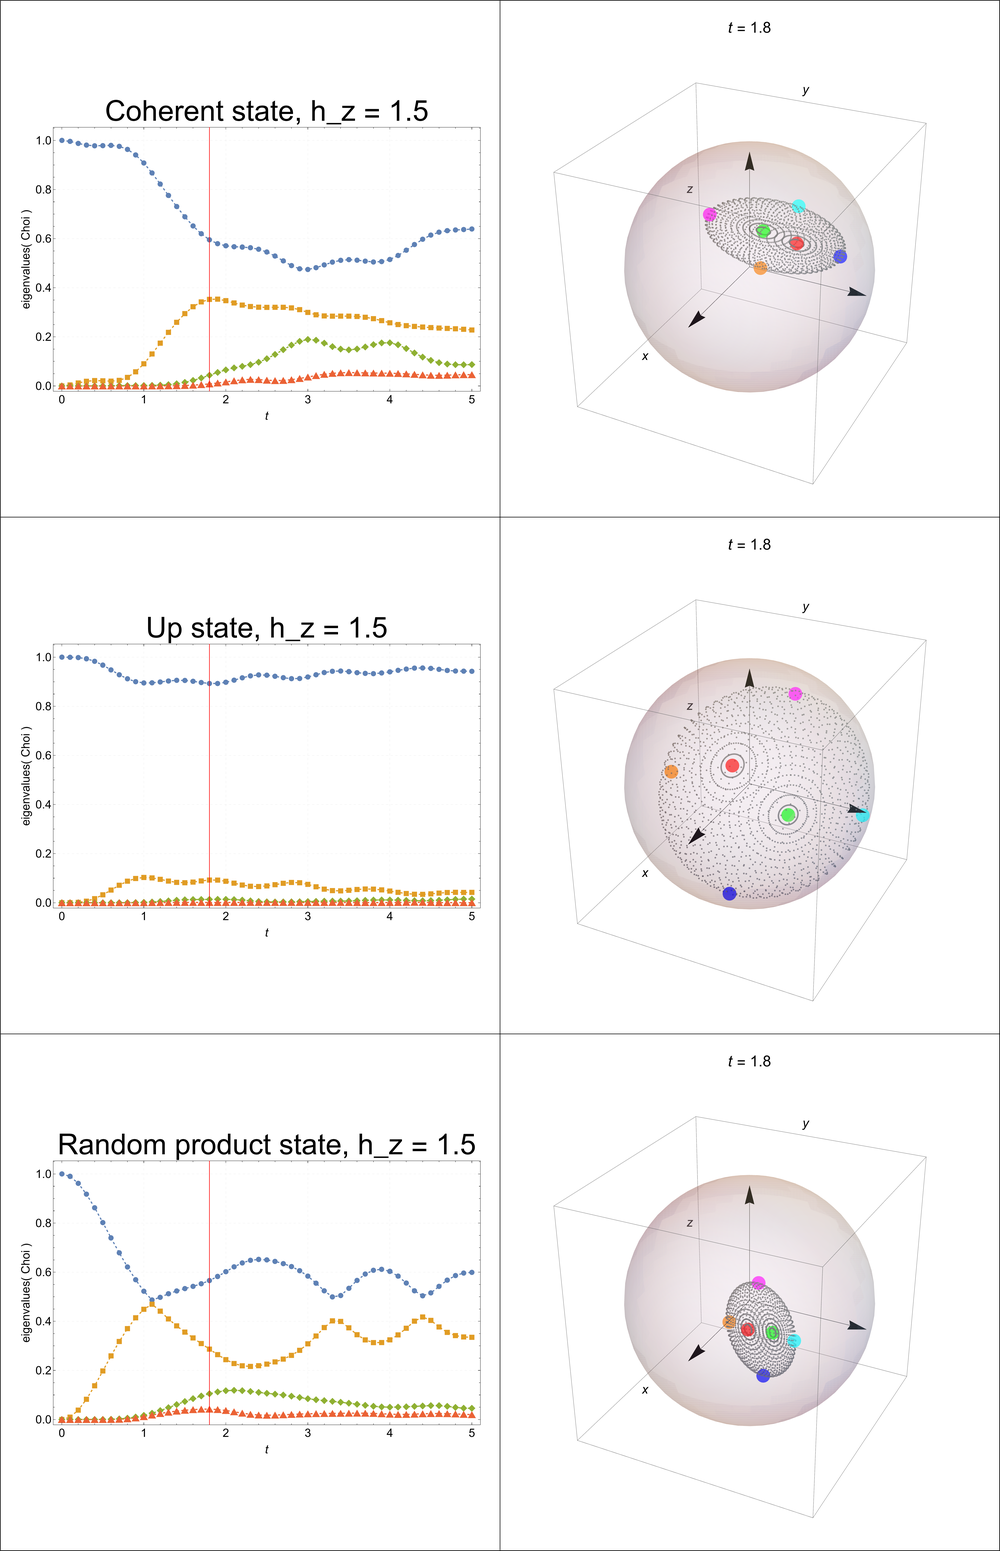 t = 1.8
Coherent state, h_z = 1.5
eigenvalues( Choi )
1.0
0.8
0.6
0.4
0.2
0.0
0 1 2 3 4 5
t
y
z
x
t = 1.8
Up state, h_z = 1.5
eigenvalues( Choi )
1.0
0.8
0.6
0.4
0.2
0.0
0 1 2 3 4 5
t
y
z
x
t = 1.8
Random product state, h_z = 1.5
eigenvalues( Choi )
1.0
0.8
0.6
0.4
0.2
0.0
0 1 2 3 4 5
t
y
z
x